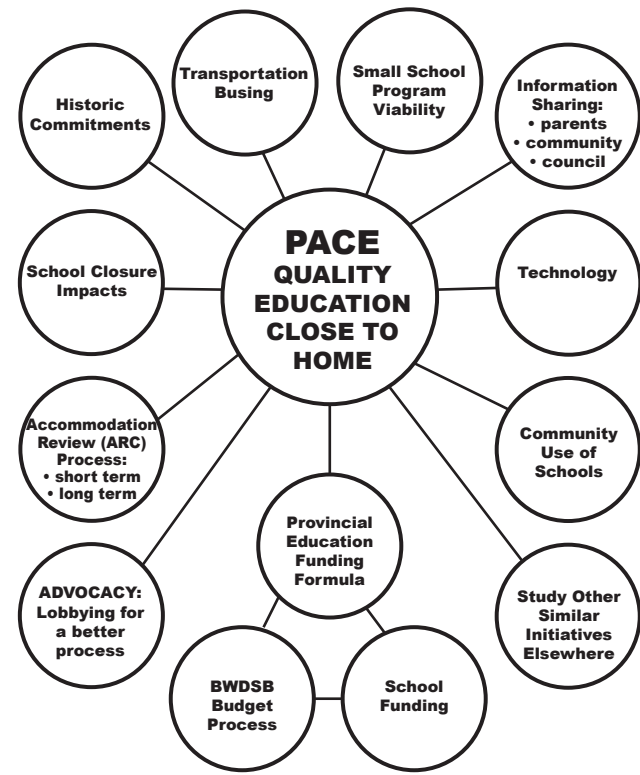 Historic
Commitments
Transportation
Busing
Small School
Program
Viability
Information
Sharing:
• parents
• community
• council
PACE
QUALITY
EDUCATION
CLOSE TO
HOME
School Closure
Impacts
Technology
Accommodation
Review (ARC)
Process:
• short term
• long term
Community
Use of
Schools
Provincial
Education
Funding
Formula
ADVOCACY:
Lobbying for
a better
process
Study Other
Similar
Initiatives
Elsewhere
BWDSB
Budget
Process
School
Funding